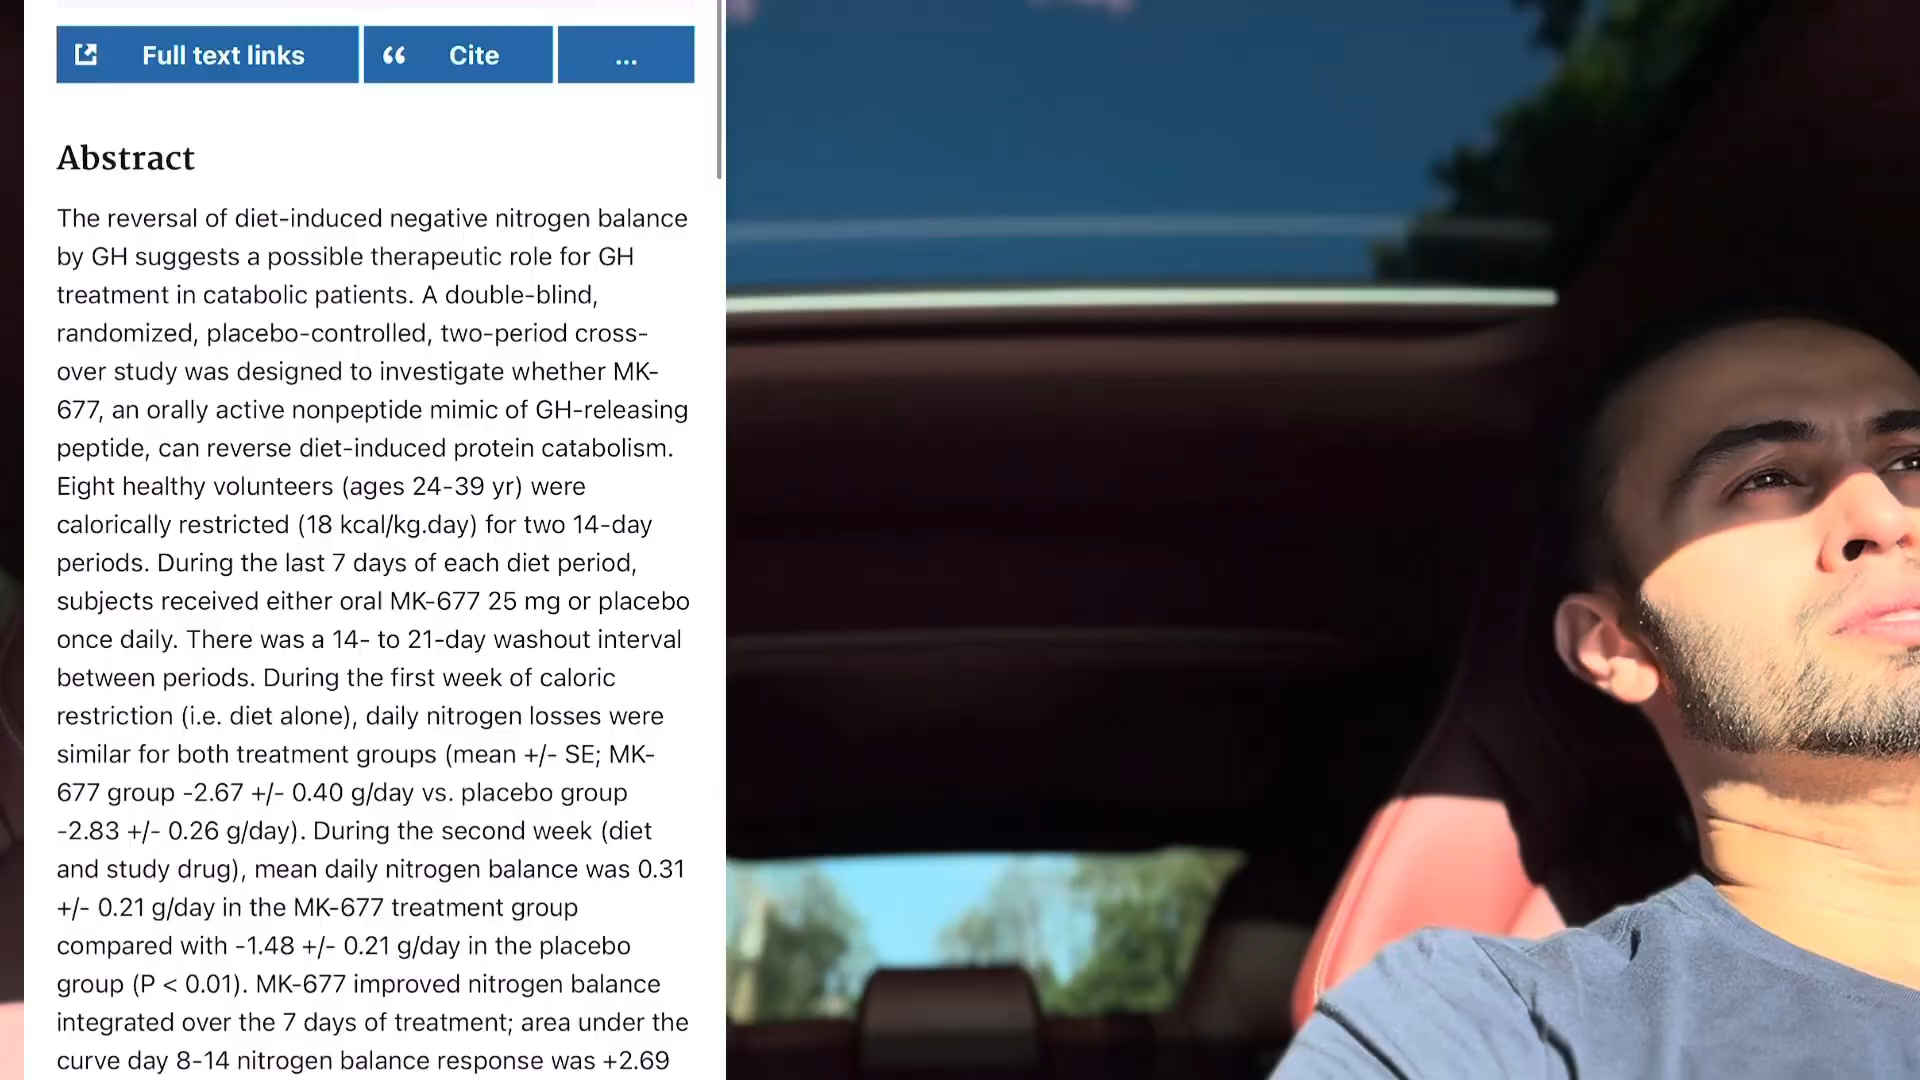 Full text links
Cite
...
Abstract
The reversal of diet-induced negative nitrogen balance
by GH suggests a possible therapeutic role for GH
treatment in catabolic patients. A double-blind,
randomized, placebo-controlled, two-period cross-
over study was designed to investigate whether MK-
677, an orally active nonpeptide mimic of GH-releasing
peptide, can reverse diet-induced protein catabolism.
Eight healthy volunteers (ages 24-39 yr) were
calorically restricted (18 kcal/kg.day) for two 14-day
periods. During the last 7 days of each diet period,
subjects received either oral MK-677 25 mg or placebo
once daily. There was a 14- to 21-day washout interval
between periods. During the first week of caloric
restriction (i.e. diet alone), daily nitrogen losses were
similar for both treatment groups (mean +/- SE; MK-
677 group -2.67 +/- 0.40 g/day vs. placebo group
-2.83 +/- 0.26 g/day). During the second week (diet
and study drug), mean daily nitrogen balance was 0.31
+/- 0.21 g/day in the MK-677 treatment group
compared with -1.48 +/- 0.21 g/day in the placebo
group (P < 0.01). MK-677 improved nitrogen balance
integrated over the 7 days of treatment; area under the
curve day 8-14 nitrogen balance response was +2.69